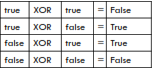 true XOR true = False
true XOR false = True
false XOR true = True
false XOR false = False